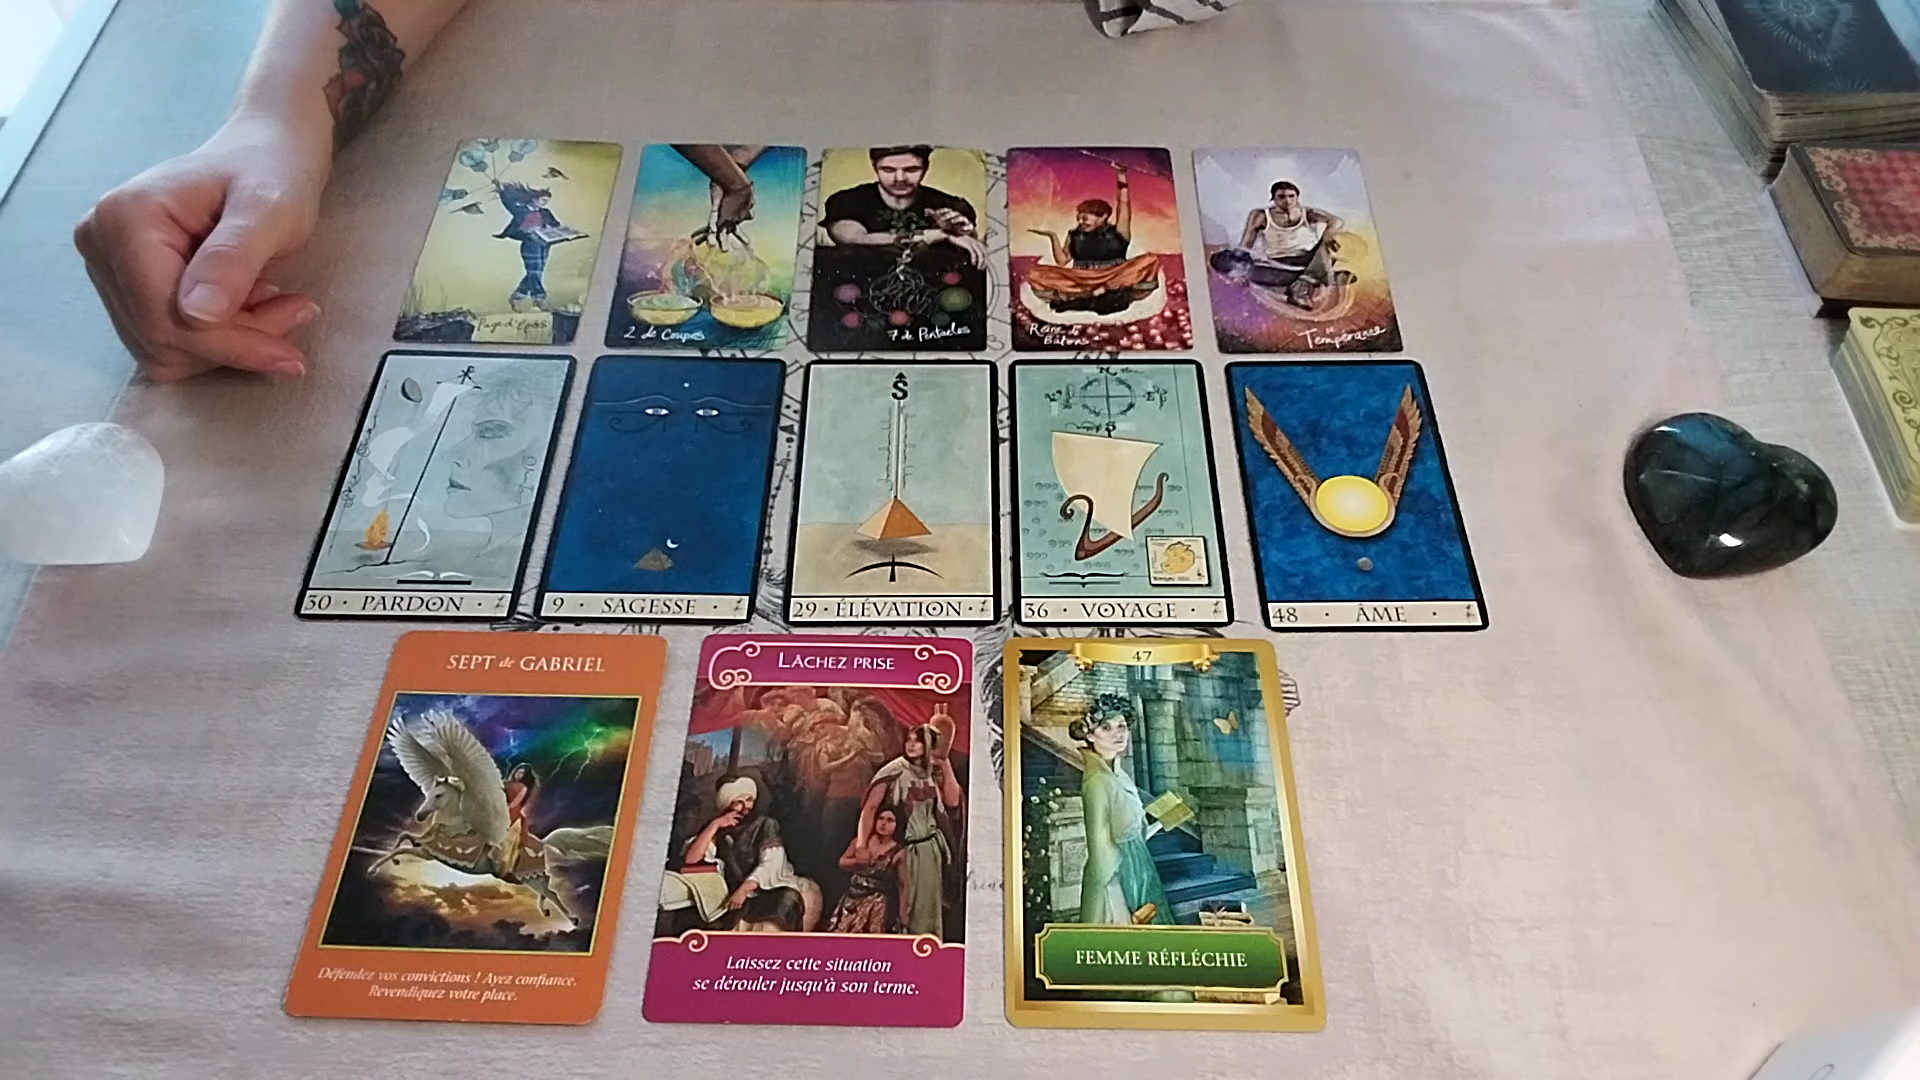 Page d'Épées
2 de Coupes
7 de Pentacles
Reine de
Bâtons
Tempérance
30 · PARDON ·
9 · SAGESSE ·
29 · ÉLÉVATION ·
36 · VOYAGE ·
48 · ÂME ·
SEPT de GABRIEL
Défendez vos convictions ! Ayez confiance.
Revendiquez votre place.
LÂCHEZ PRISE
Laissez cette situation
se dérouler jusqu'à son terme.
47
FEMME RÉFLÉCHIE